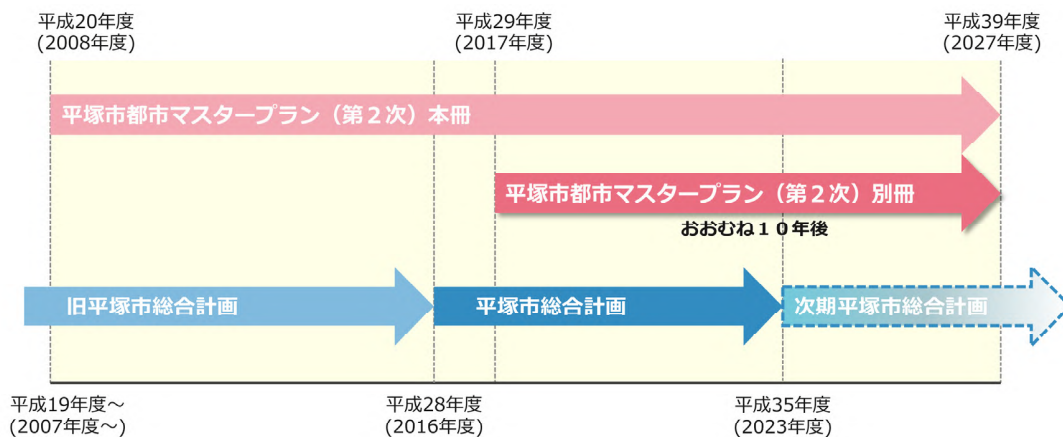 平成20年度
(2008年度)
平成29年度
(2017年度)
平成39年度
(2027年度)
平塚市都市マスタープラン（第２次）本冊
平塚市都市マスタープラン（第２次）別冊
おおむね１０年後
旧平塚市総合計画
平塚市総合計画
次期平塚市総合計画
平成19年度～
(2007年度～)
平成28年度
(2016年度)
平成35年度
(2023年度)